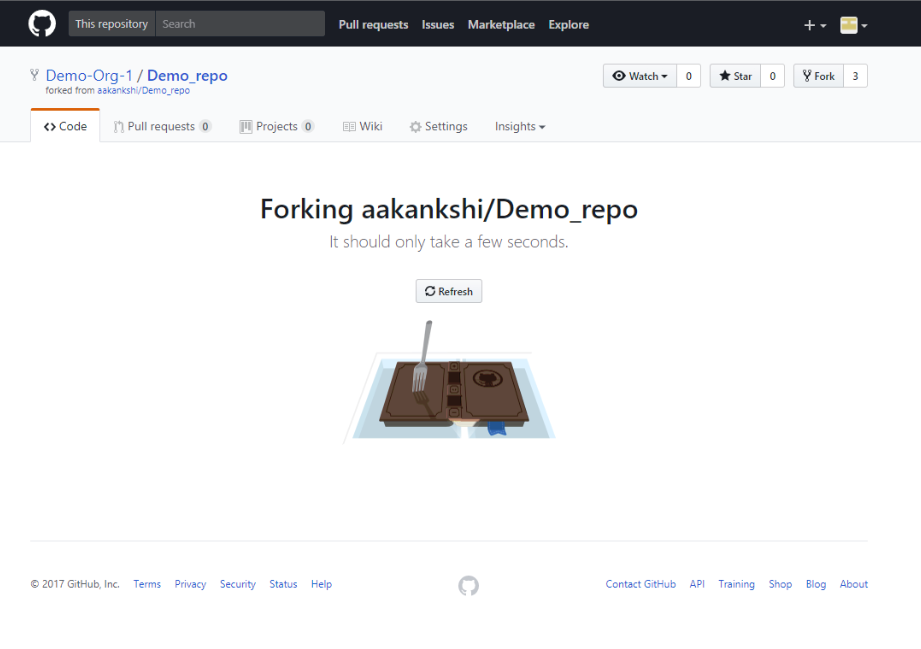 This repository Search Pull requests Issues Marketplace Explore
Demo-Org-1 / Demo_repo Watch 0 Star 0 Fork 3
forked from aakankshi/Demo_repo
Code Pull requests 0 Projects 0 Wiki Settings Insights
Forking aakankshi/Demo_repo
It should only take a few seconds.
Refresh
© 2017 GitHub, Inc. Terms Privacy Security Status Help Contact GitHub API Training Shop Blog About